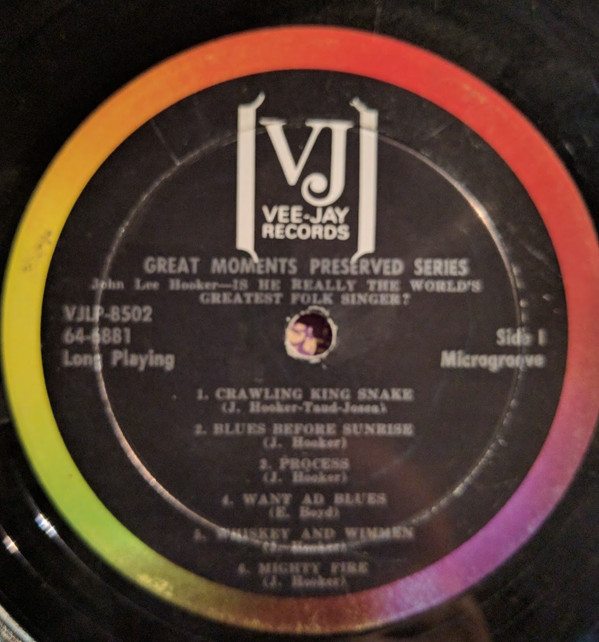 VJ
VEE-JAY
RECORDS
GREAT MOMENTS PRESERVED SERIES
John Lee Hooker—IS HE REALLY THE WORLD'S
GREATEST FOLK SINGER?
VJLP-8502
64-6881
Long Playing
Side 1
Microgroove
1. CRAWLING KING SNAKE
(J. Hooker-Taud-Josea)
2. BLUES BEFORE SUNRISE
(J. Hooker)
3. PROCESS
(J. Hooker)
4. WANT AD BLUES
(E. Boyd)
5. WHISKEY AND WIMMEN
(J. Hooker)
6. MIGHTY FIRE
(J. Hooker)